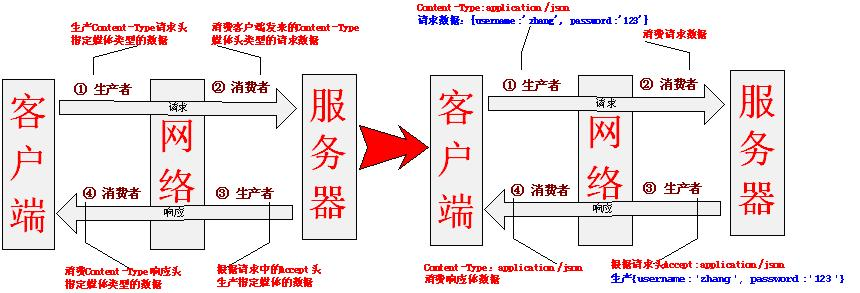 生产Content-Type请求头
指定媒体类型的数据
消费客户端发来的Content-Type
媒体头类型的请求数据
① 生产者
② 消费者
请求
客户端
网络
服务器
④ 消费者
③ 生产者
响应
消费Content-Type响应头
指定媒体类型的数据
根据请求中的Accept头
生产指定媒体的数据
Content-Type:application/json
请求数据：{username:'zhang', password:'123'}
消费请求数据
① 生产者
② 消费者
请求
客户端
网络
服务器
④ 消费者
③ 生产者
响应
Content-Type：application/json
消费响应体数据
根据请求头Accept:application/json
生产{username:'zhang', password:'123'}